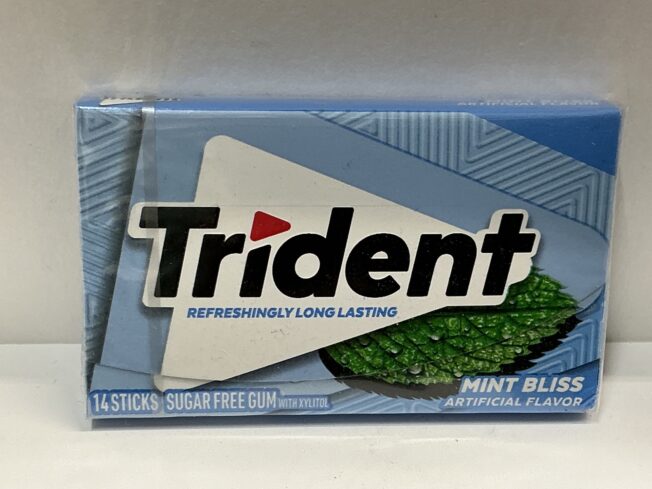 ARTIFICIAL FLAVOR
Trident
REFRESHINGLY LONG LASTING
MINT BLISS
ARTIFICIAL FLAVOR
14 STICKS SUGAR FREE GUM WITH XYLITOL